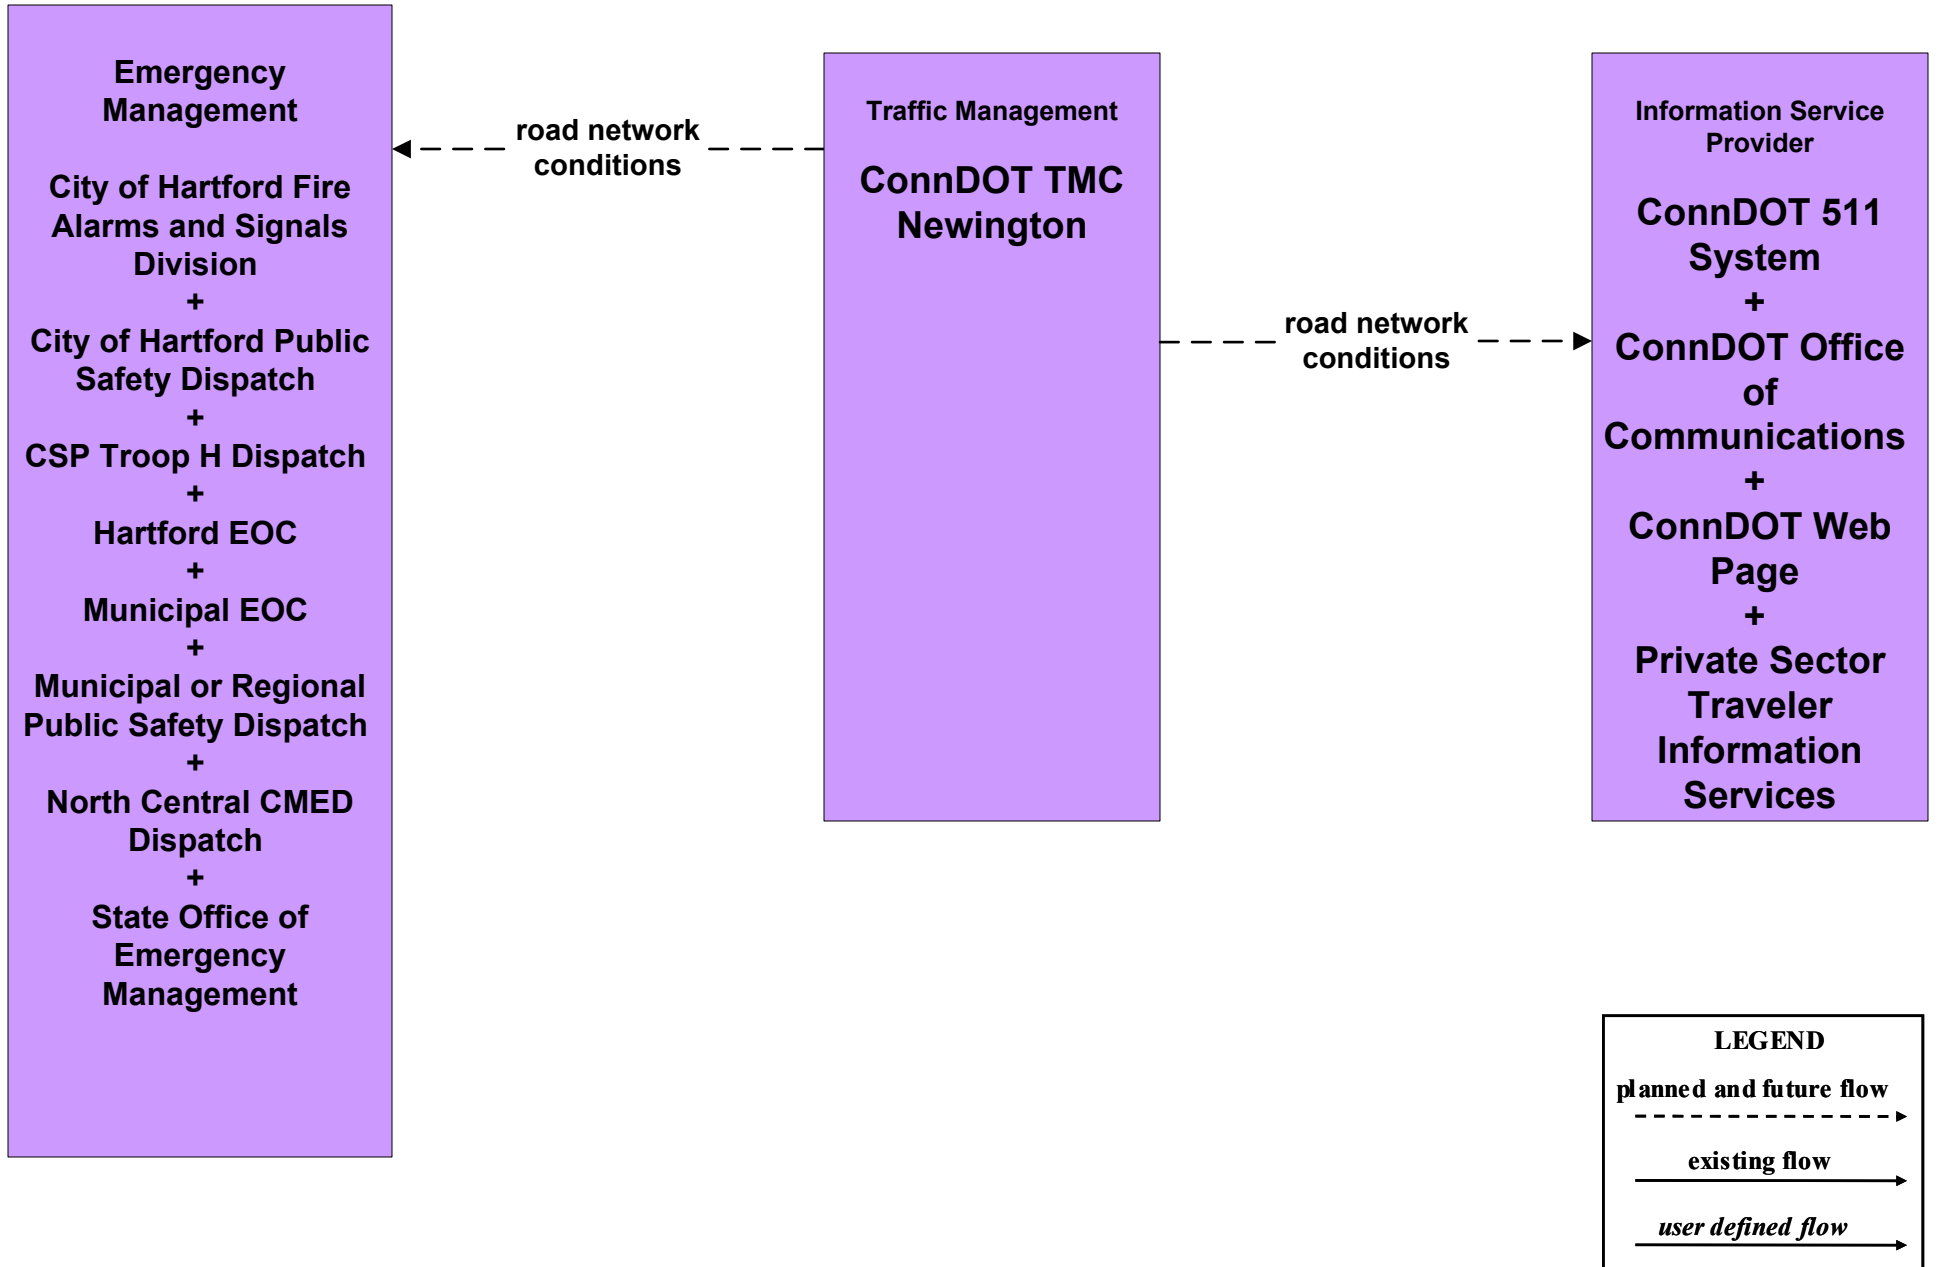 Emergency
Management
City of Hartford Fire
Alarms and Signals
Division
+
City of Hartford Public
Safety Dispatch
+
CSP Troop H Dispatch
+
Hartford EOC
+
Municipal EOC
+
Municipal or Regional
Public Safety Dispatch
+
North Central CMED
Dispatch
+
State Office of
Emergency
Management
road network
conditions
Traffic Management
ConnDOT TMC
Newington
road network
conditions
Information Service
Provider
ConnDOT 511
System
+
ConnDOT Office
of
Communications
+
ConnDOT Web
Page
+
Private Sector
Traveler
Information
Services
LEGEND
planned and future flow
existing flow
user defined flow